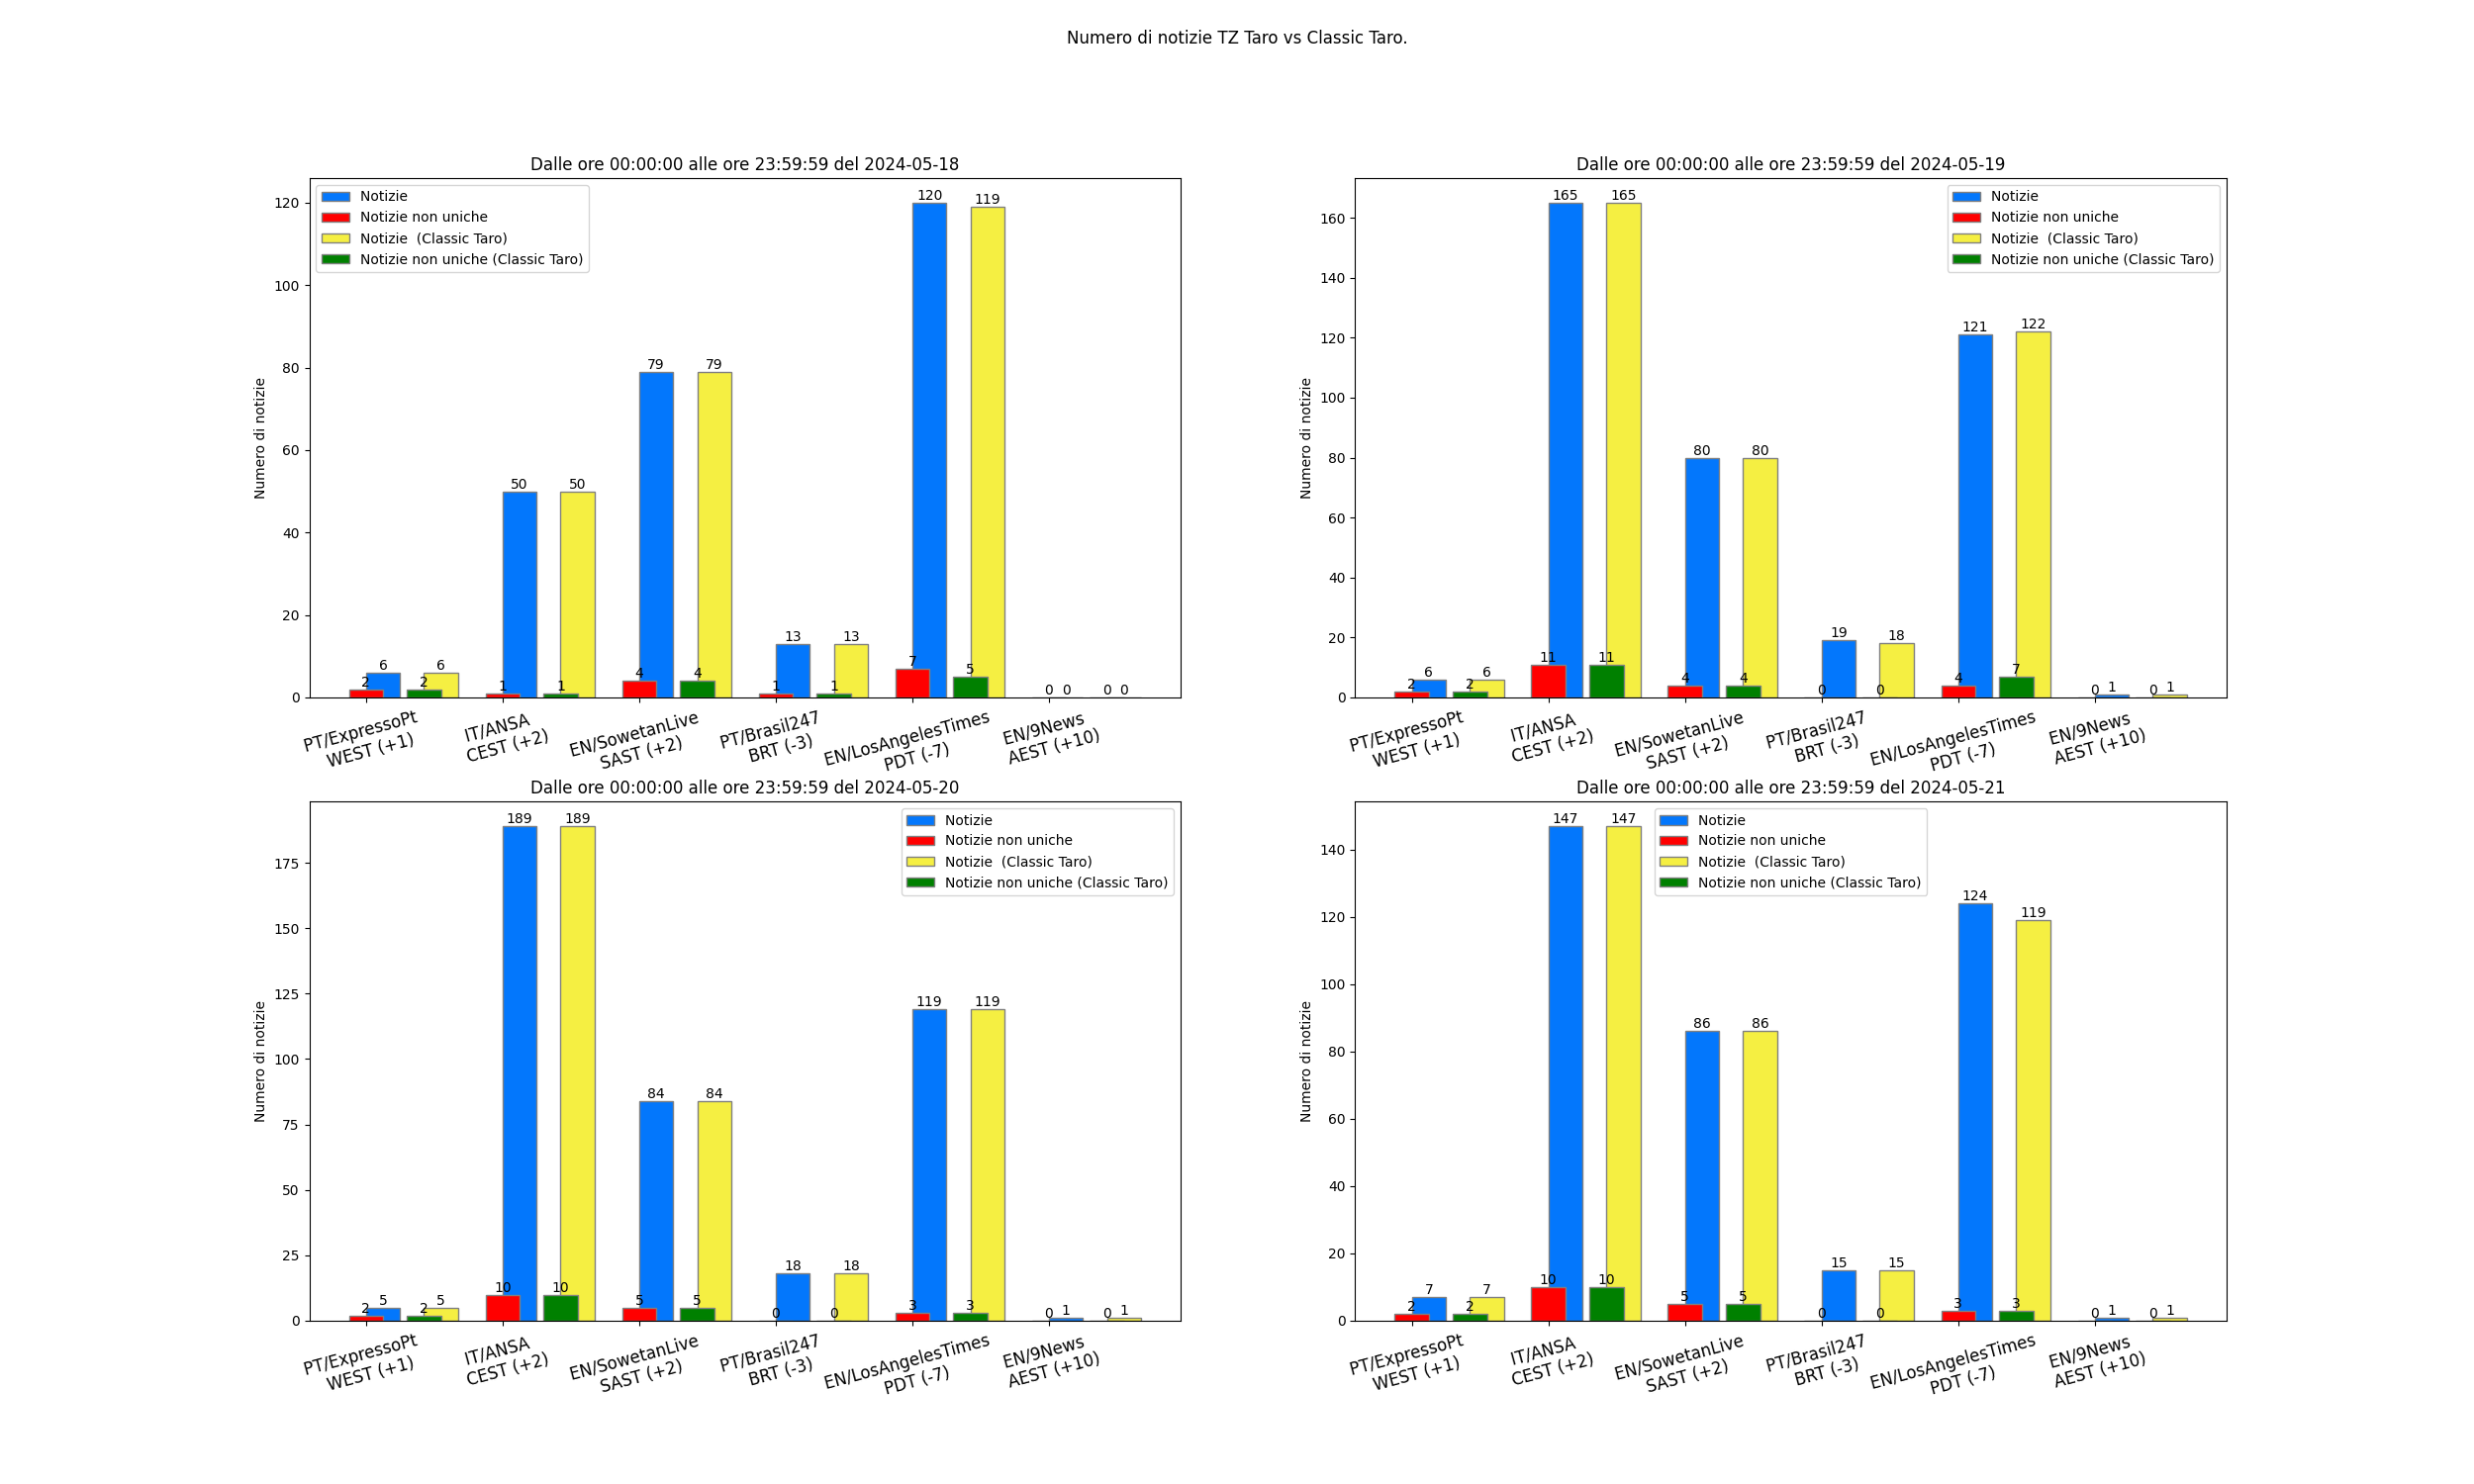 Numero di notizie TZ Taro vs Classic Taro.
Dalle ore 00:00:00 alle ore 23:59:59 del 2024-05-18
Notizie
Notizie non uniche
Notizie  (Classic Taro)
Notizie non uniche (Classic Taro)
Numero di notizie
120
100
80
60
40
20
0
2 6 2 6
1 50 1 50
4 79 4 79
1 13 1 13
7 120 5 119
0 0 0 0
PT/ExpressoPt
WEST (+1)
IT/ANSA
CEST (+2)
EN/SowetanLive
SAST (+2)
PT/Brasil247
BRT (-3)
EN/LosAngelesTimes
PDT (-7)
EN/9News
AEST (+10)
Dalle ore 00:00:00 alle ore 23:59:59 del 2024-05-19
Notizie
Notizie non uniche
Notizie  (Classic Taro)
Notizie non uniche (Classic Taro)
Numero di notizie
160
140
120
100
80
60
40
20
0
2 6 2 6
11 165 11 165
4 80 4 80
0 19 0 18
4 121 7 122
0 1 0 1
PT/ExpressoPt
WEST (+1)
IT/ANSA
CEST (+2)
EN/SowetanLive
SAST (+2)
PT/Brasil247
BRT (-3)
EN/LosAngelesTimes
PDT (-7)
EN/9News
AEST (+10)
Dalle ore 00:00:00 alle ore 23:59:59 del 2024-05-20
Notizie
Notizie non uniche
Notizie  (Classic Taro)
Notizie non uniche (Classic Taro)
Numero di notizie
175
150
125
100
75
50
25
0
2 5 2 5
10 189 10 189
5 84 5 84
0 18 0 18
3 119 3 119
0 1 0 1
PT/ExpressoPt
WEST (+1)
IT/ANSA
CEST (+2)
EN/SowetanLive
SAST (+2)
PT/Brasil247
BRT (-3)
EN/LosAngelesTimes
PDT (-7)
EN/9News
AEST (+10)
Dalle ore 00:00:00 alle ore 23:59:59 del 2024-05-21
Notizie
Notizie non uniche
Notizie  (Classic Taro)
Notizie non uniche (Classic Taro)
Numero di notizie
140
120
100
80
60
40
20
0
2 7 2 7
10 147 10 147
5 86 5 86
0 15 0 15
3 124 3 119
0 1 0 1
PT/ExpressoPt
WEST (+1)
IT/ANSA
CEST (+2)
EN/SowetanLive
SAST (+2)
PT/Brasil247
BRT (-3)
EN/LosAngelesTimes
PDT (-7)
EN/9News
AEST (+10)